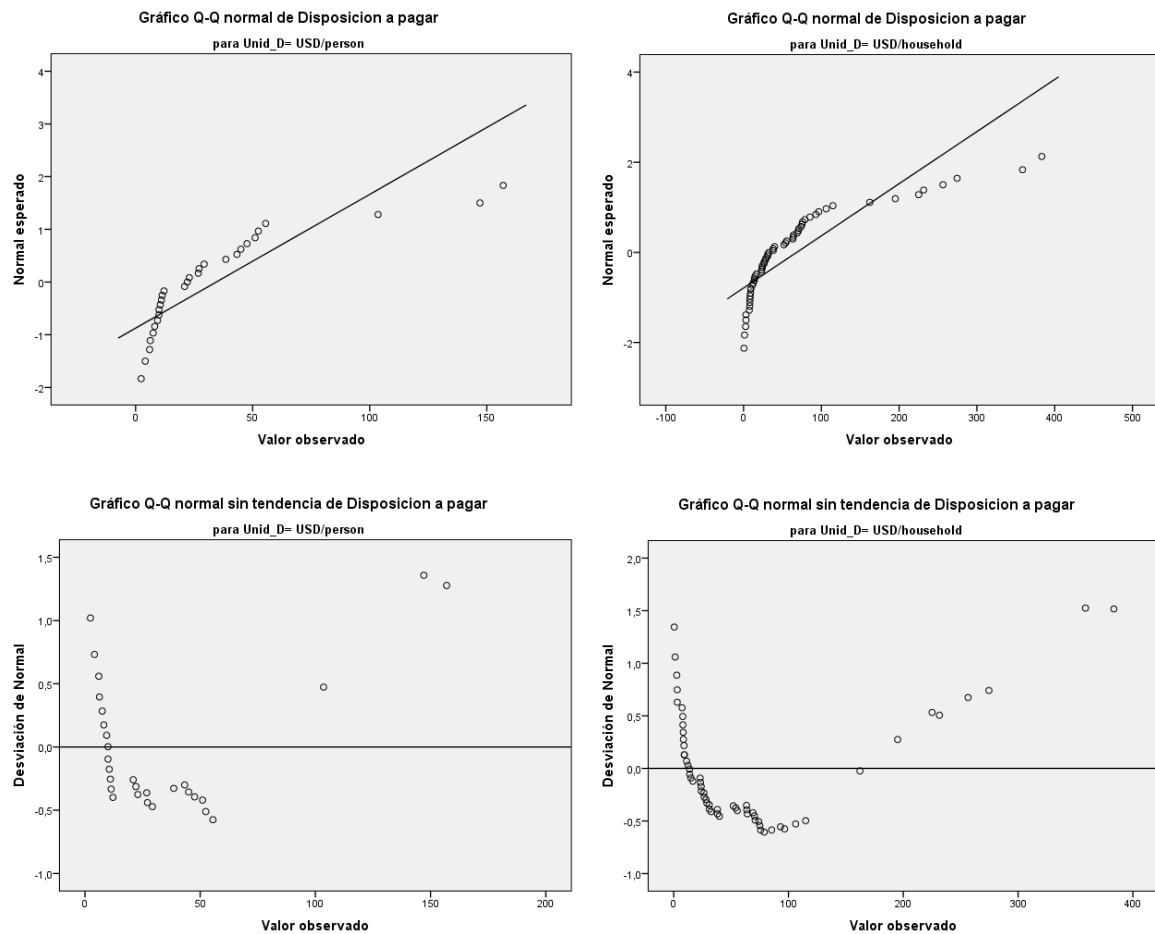 Gráfico Q-Q normal de Disposicion a pagar
para Unid_D= USD/person
Normal esperado
4
3
2
1
0
-1
-2
0
50
100
150
Valor observado
Gráfico Q-Q normal de Disposicion a pagar
para Unid_D= USD/household
Normal esperado
4
2
0
-2
-100
0
100
200
300
400
500
Valor observado
Gráfico Q-Q normal sin tendencia de Disposicion a pagar
para Unid_D= USD/person
Desviación de Normal
1,5
1,0
0,5
0,0
-0,5
-1,0
0
50
100
150
200
Valor observado
Gráfico Q-Q normal sin tendencia de Disposicion a pagar
para Unid_D= USD/household
Desviación de Normal
2,0
1,5
1,0
0,5
0,0
-0,5
-1,0
0
100
200
300
400
Valor observado